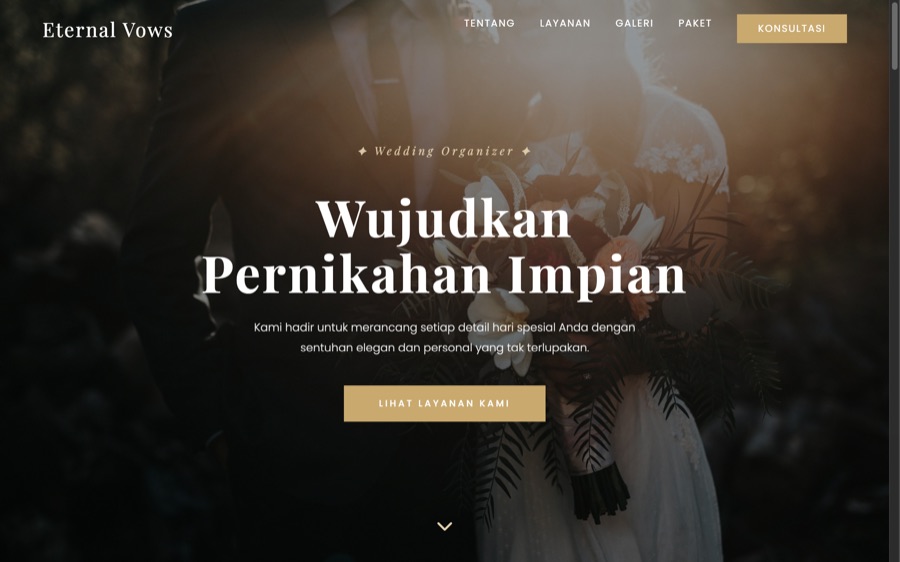 Eternal Vows
TENTANG LAYANAN GALERI PAKET KONSULTASI
✦ Wedding Organizer ✦
Wujudkan
Pernikahan Impian
Kami hadir untuk merancang setiap detail hari spesial Anda dengan
sentuhan elegan dan personal yang tak terlupakan.
LIHAT LAYANAN KAMI